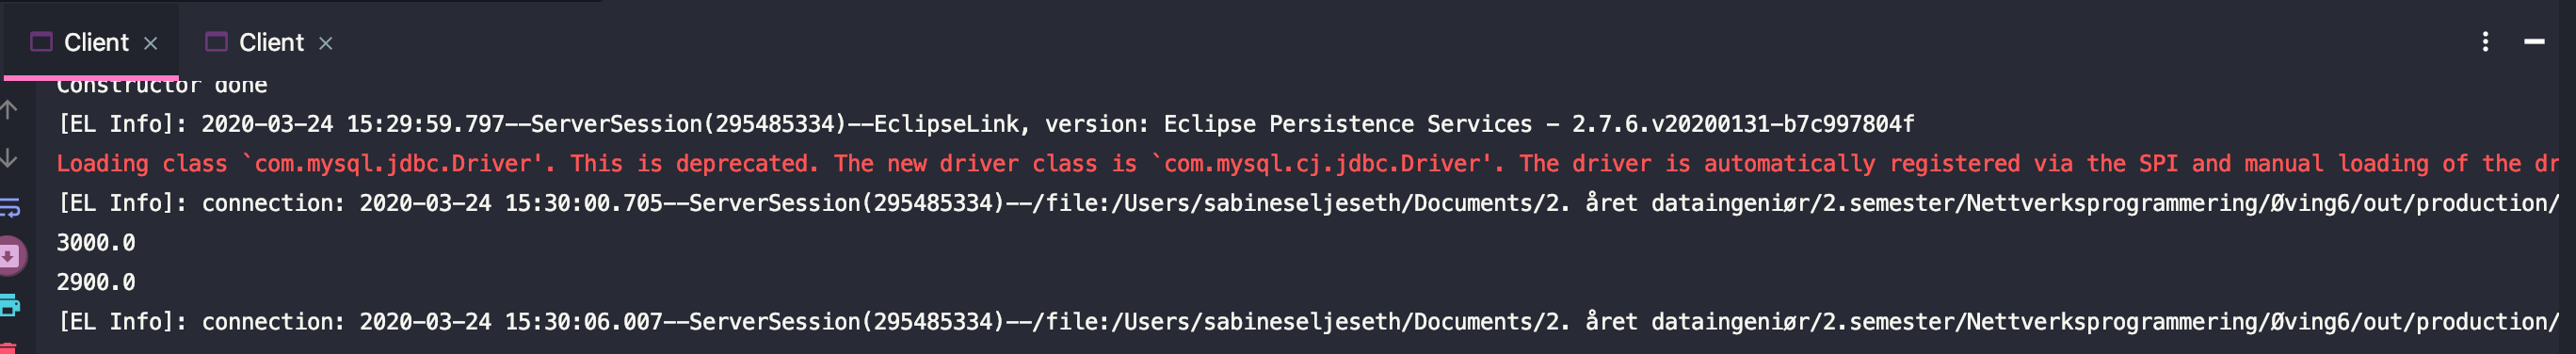 Client × Client ×
Constructor done
[EL Info]: 2020-03-24 15:29:59.797--ServerSession(295485334)--EclipseLink, version: Eclipse Persistence Services - 2.7.6.v20200131-b7c997804f
Loading class `com.mysql.jdbc.Driver'. This is deprecated. The new driver class is `com.mysql.cj.jdbc.Driver'. The driver is automatically registered via the SPI and manual loading of the dr
[EL Info]: connection: 2020-03-24 15:30:00.705--ServerSession(295485334)--/file:/Users/sabineseljeseth/Documents/2. året dataingeniør/2.semester/Nettverksprogrammering/Øving6/out/production/
3000.0
2900.0
[EL Info]: connection: 2020-03-24 15:30:06.007--ServerSession(295485334)--/file:/Users/sabineseljeseth/Documents/2. året dataingeniør/2.semester/Nettverksprogrammering/Øving6/out/production/